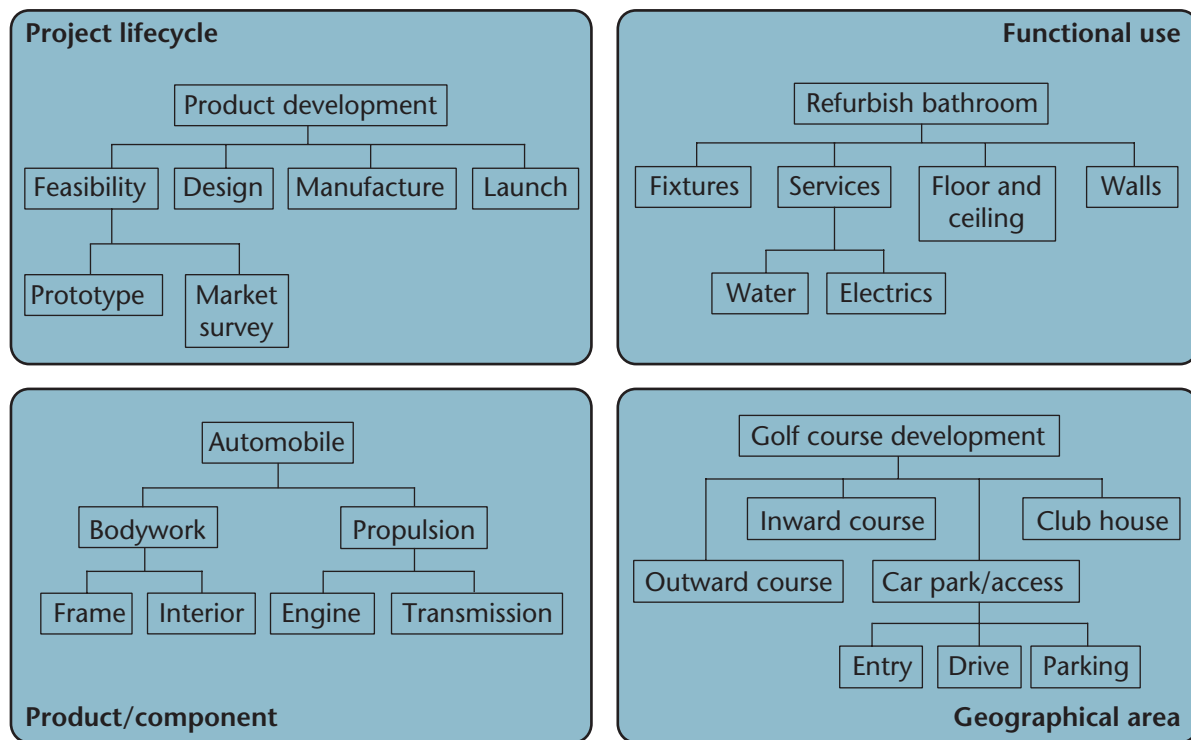 Project lifecycle
Product development
Feasibility
Design
Manufacture
Launch
Prototype
Market
survey
Functional use
Refurbish bathroom
Fixtures
Services
Floor and
ceiling
Walls
Water
Electrics
Automobile
Bodywork
Propulsion
Frame
Interior
Engine
Transmission
Product/component
Golf course development
Inward course
Club house
Outward course
Car park/access
Entry
Drive
Parking
Geographical area